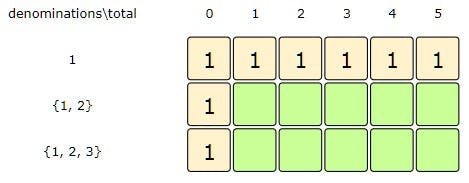 denominations\total 0 1 2 3 4 5
1 1 1 1 1 1 1
{1, 2} 1
{1, 2, 3} 1